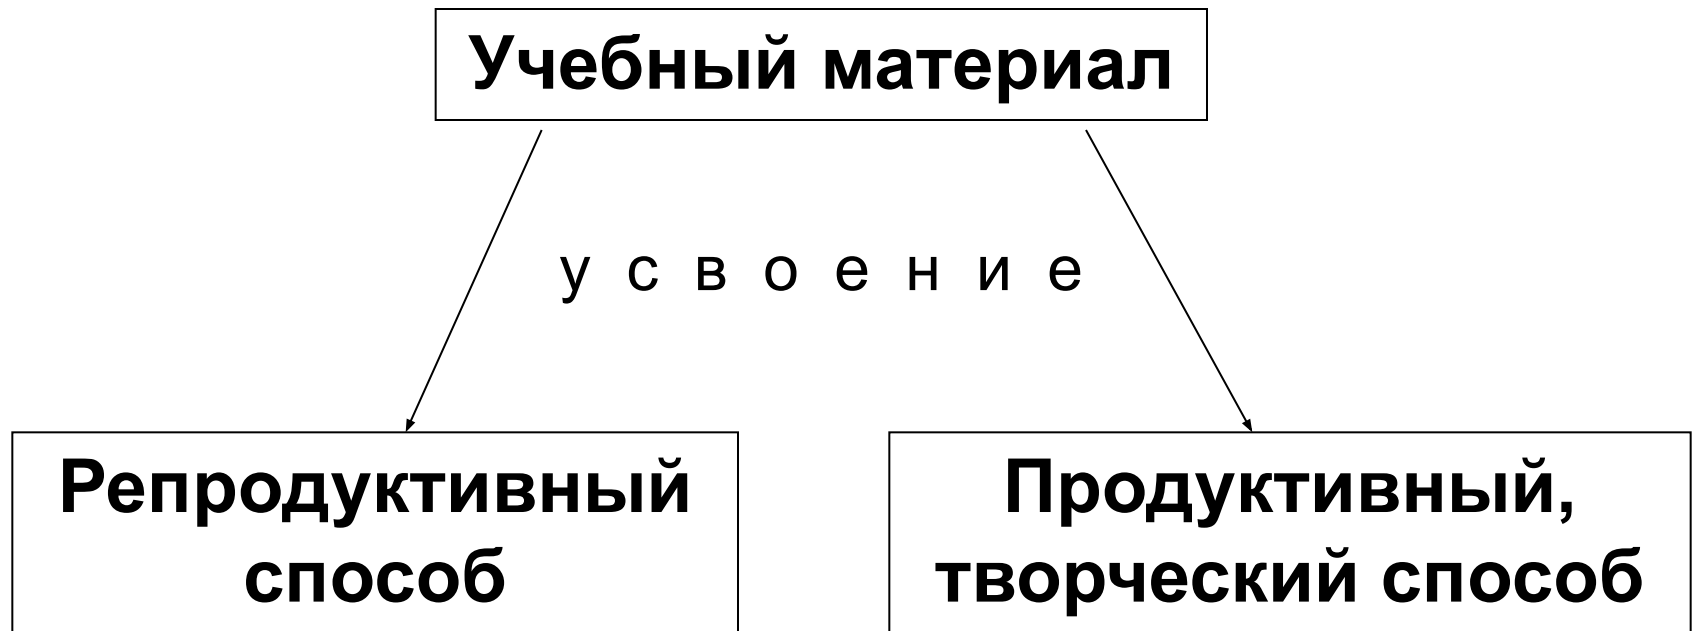 Учебный материал
у с в о е н и е
Репродуктивный
способ
Продуктивный,
творческий способ